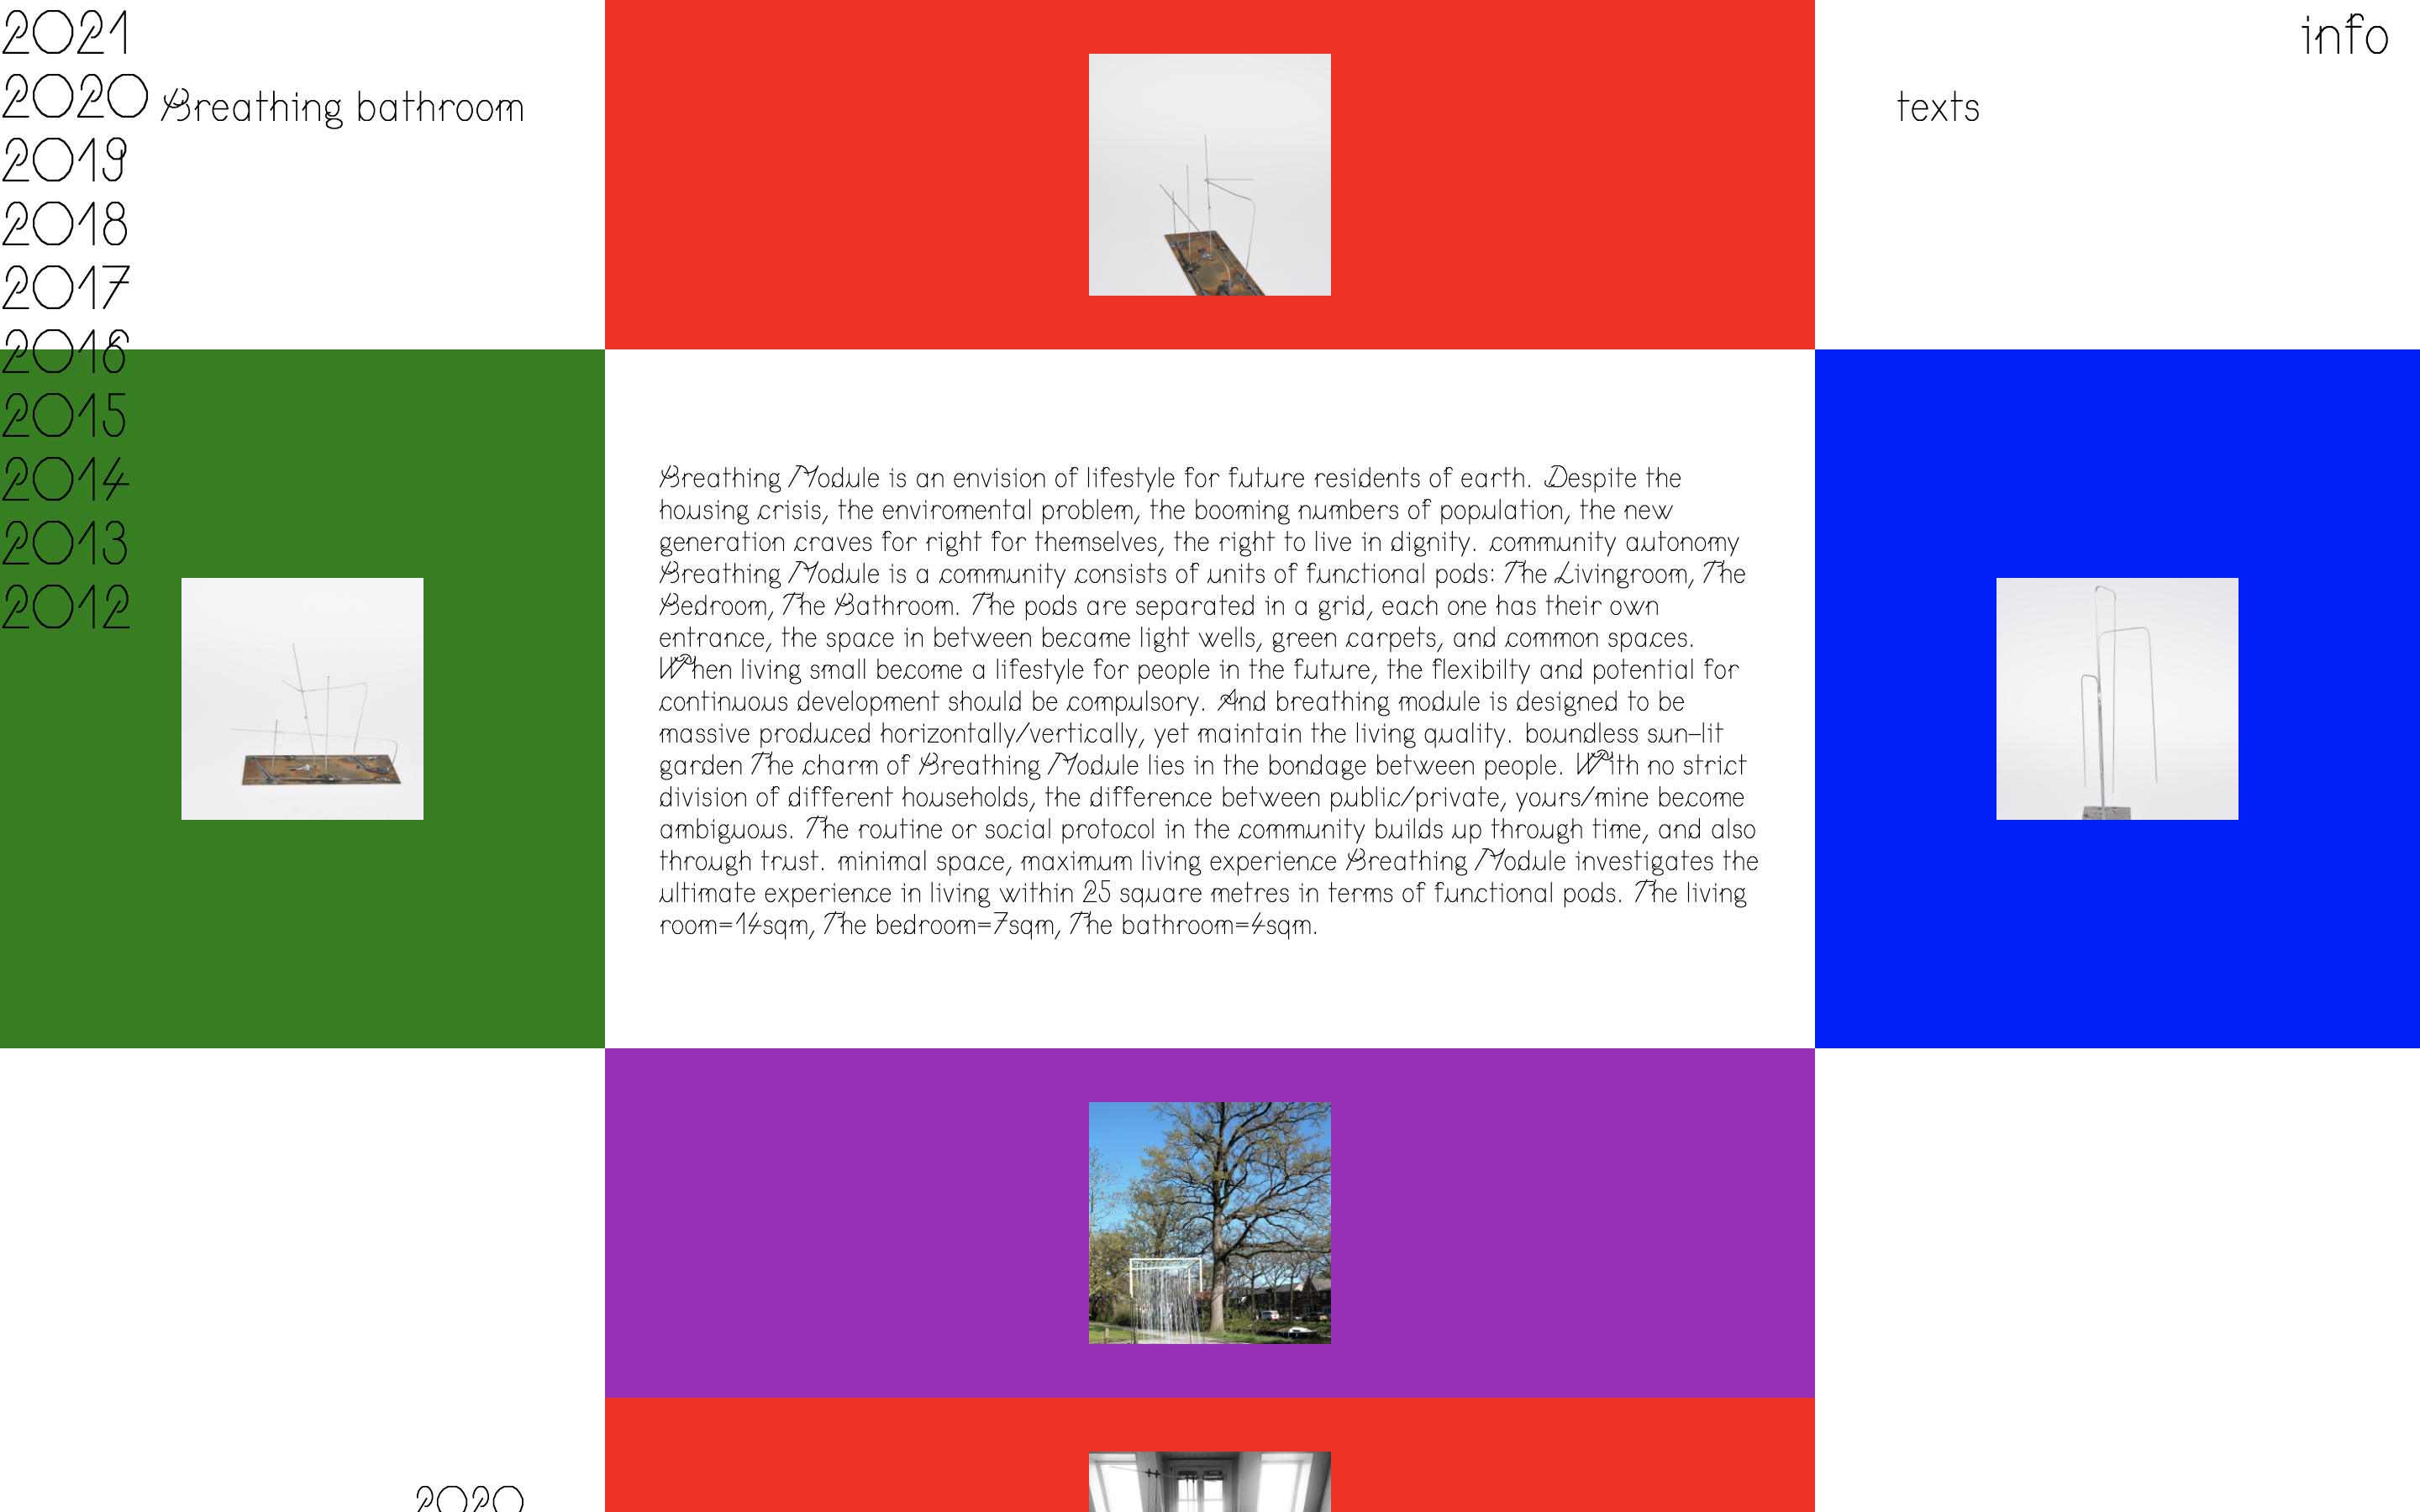 2021
info
2020 Breathing bathroom
texts
2019
2018
2017
2016
2015
2014
2013
2012
Breathing Module is an envision of lifestyle for future residents of earth. Despite the
housing crisis, the enviromental problem, the booming numbers of population, the new
generation craves for right for themselves, the right to live in dignity. community autonomy
Breathing Module is a community consists of units of functional pods: The Livingroom, The
Bedroom, The Bathroom. The pods are separated in a grid, each one has their own
entrance, the space in between became light wells, green carpets, and common spaces.
When living small become a lifestyle for people in the future, the flexibilty and potential for
continuous development should be compulsory. And breathing module is designed to be
massive produced horizontally/vertically, yet maintain the living quality. boundless sun-lit
garden The charm of Breathing Module lies in the bondage between people. With no strict
division of different households, the difference between public/private, yours/mine become
ambiguous. The routine or social protocol in the community builds up through time, and also
through trust. minimal space, maximum living experience Breathing Module investigates the
ultimate experience in living within 25 square metres in terms of functional pods. The living
room=14sqm, The bedroom=7sqm, The bathroom=4sqm.
2020